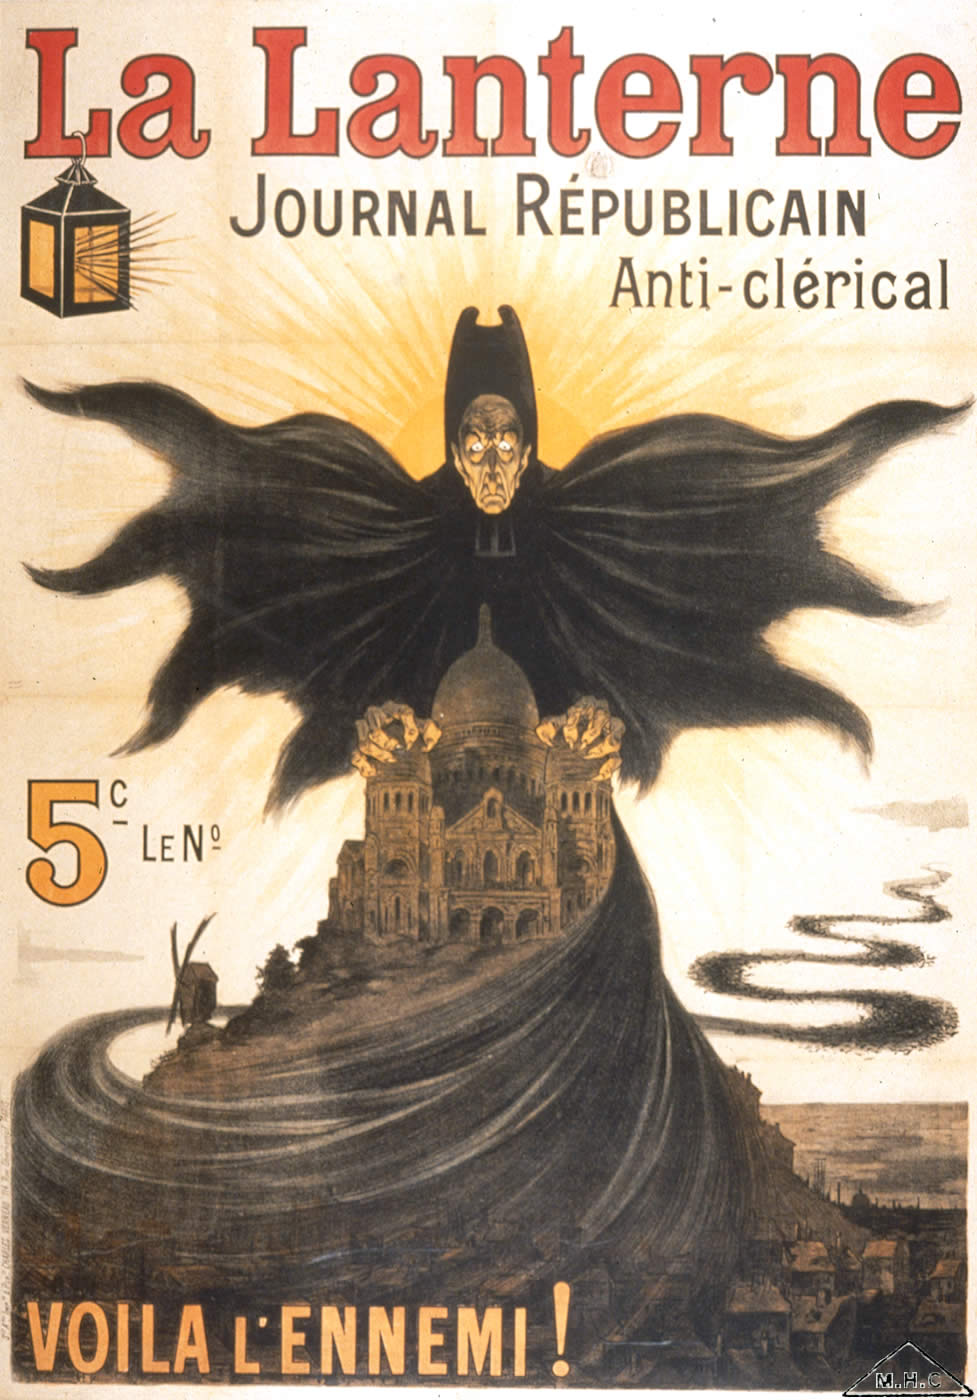 La Lanterne
JOURNAL RÉPUBLICAIN
Anti-clérical
5c LE No
VOILA L'ENNEMI!
M.H.C